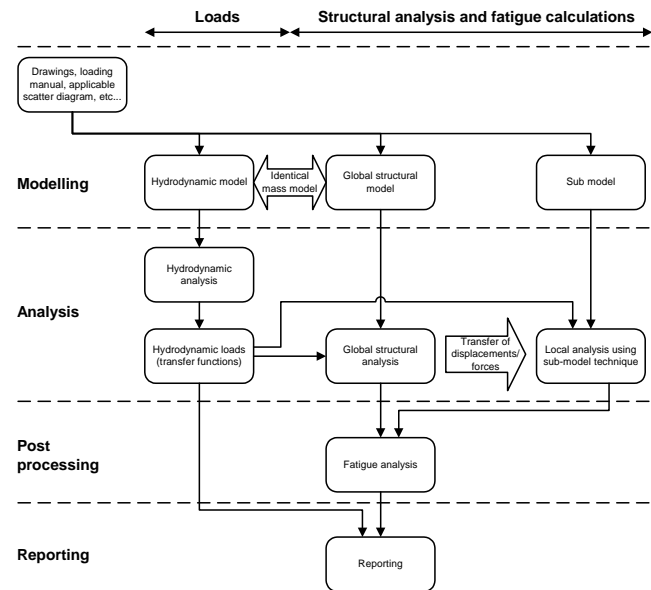 Loads
Structural analysis and fatigue calculations
Drawings, loading
manual, applicable
scatter diagram, etc...
Modelling
Hydrodynamic model
Identical
mass model
Global structural
model
Sub model
Hydrodynamic
analysis
Analysis
Hydrodynamic loads
(transfer functions)
Global structural
analysis
Transfer of
displacements/
forces
Local analysis using
sub-model technique
Post
processing
Fatigue analysis
Reporting
Reporting